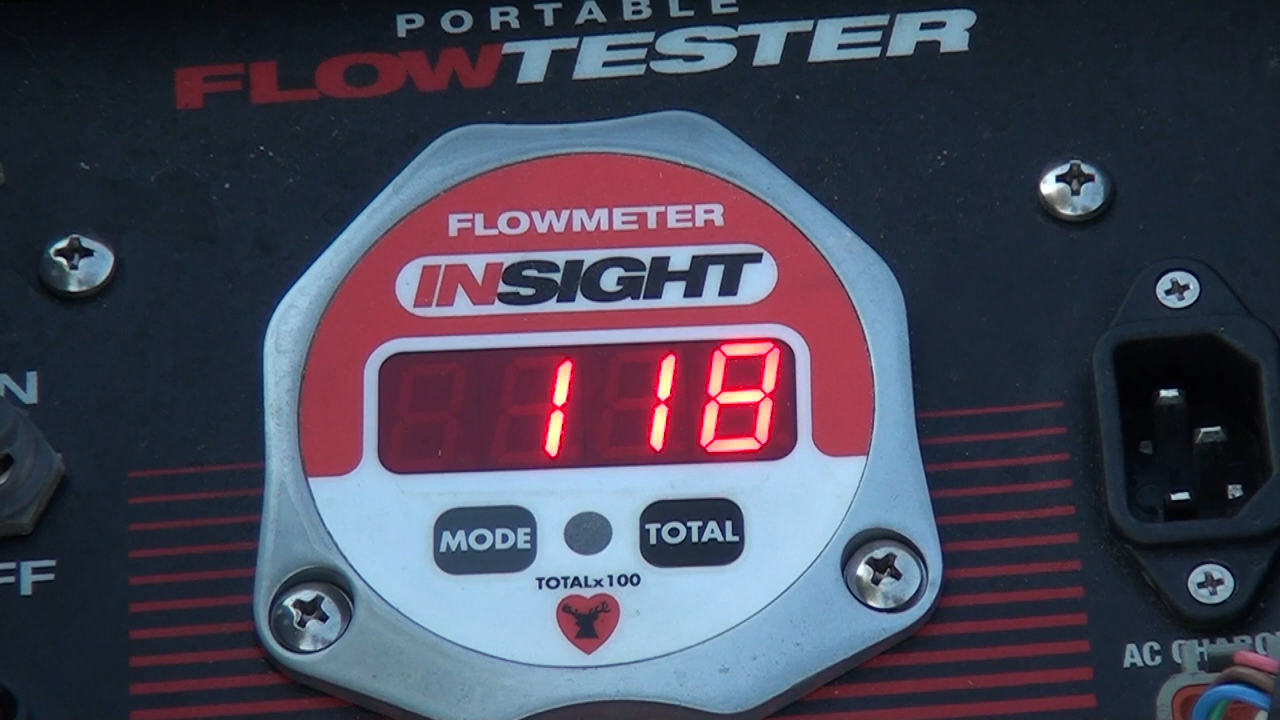 PORTABLE
FLOWTESTER
FLOWMETER
INSIGHT
118
MODE
TOTAL
TOTALx100